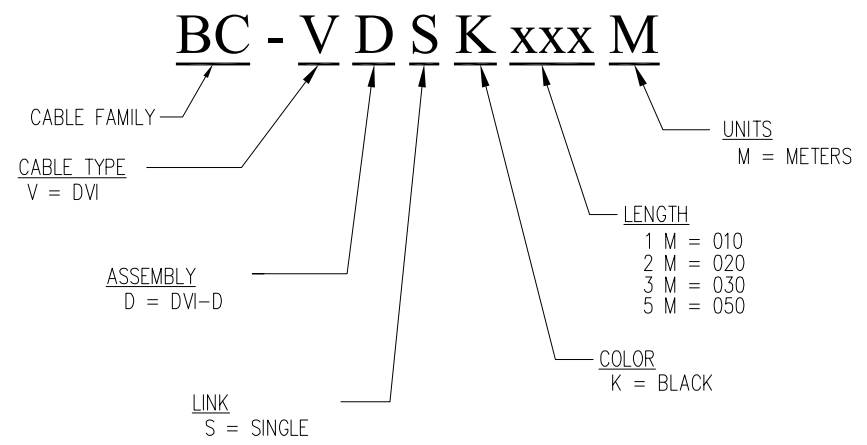 BC - V D S K xxx M
CABLE FAMILY
CABLE TYPE
V = DVI
ASSEMBLY
D = DVI-D
LINK
S = SINGLE
UNITS
M = METERS
LENGTH
1 M = 010
2 M = 020
3 M = 030
5 M = 050
COLOR
K = BLACK